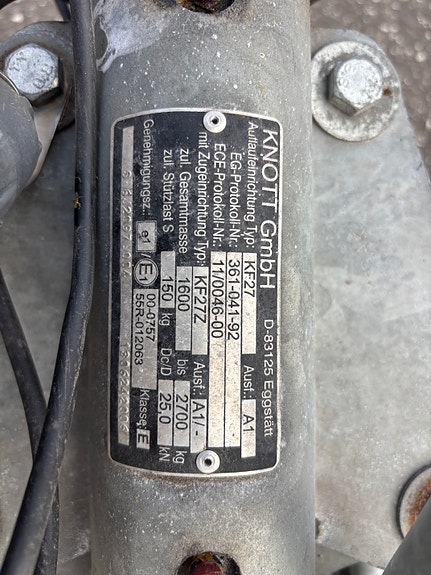 KNOTT GmbH D-83125 Eggstätt
Auflaufeinrichtung Typ: KF27 Ausf.: A1
EG-Protokoll-Nr.: 361-041-92
ECE-Protokoll-Nr.: 11/0046-00
mit Zugeinrichtung Typ: KF27Z Ausf.: A1/-
zul. Gesamtmasse 1600 bis 2700 kg
zul. Stützlast S 150 kg Dc/D 25,0 kN
Genehmigungsz.: e1 / E1 00-0757 Klasse: E
55R-012063